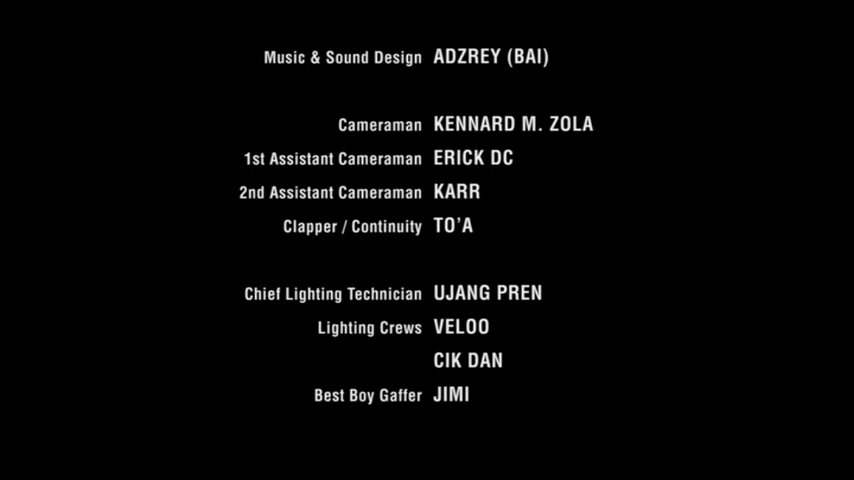 Music & Sound Design ADZREY (BAI)
Cameraman KENNARD M. ZOLA
1st Assistant Cameraman ERICK DC
2nd Assistant Cameraman KARR
Clapper / Continuity TO'A
Chief Lighting Technician UJANG PREN
Lighting Crews VELOO
CIK DAN
Best Boy Gaffer JIMI